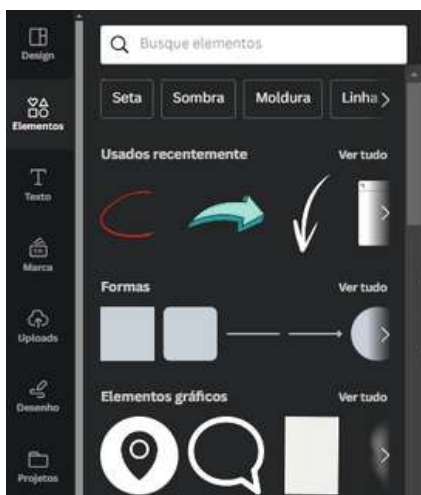 Design
Elementos
Texto
Marca
Uploads
Desenho
Projetos
Busque elementos
Seta Sombra Moldura Linha
Usados recentemente Ver tudo
Formas Ver tudo
Elementos gráficos Ver tudo